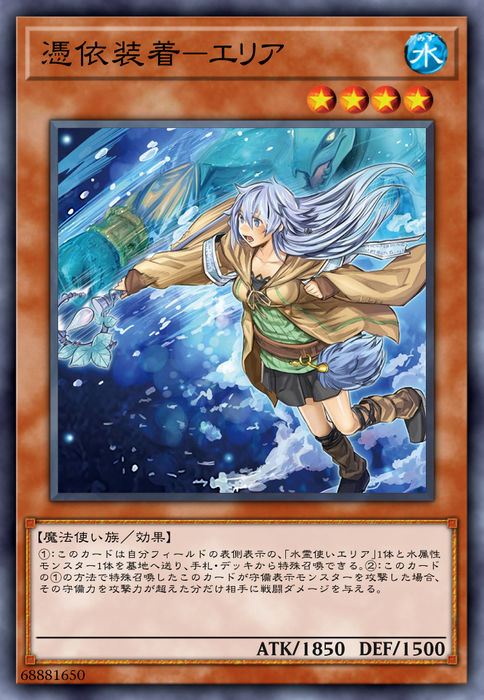 憑依装着－エリア
みず
水
【魔法使い族／効果】
①：このカードは自分フィールドの表側表示の、「水霊使いエリア」1体と水属性
モンスター1体を墓地へ送り、手札・デッキから特殊召喚できる。②：このカード
の①の方法で特殊召喚したこのカードが守備表示モンスターを攻撃した場合、
その守備力を攻撃力が超えた分だけ相手に戦闘ダメージを与える。
ATK/1850 DEF/1500
68881650